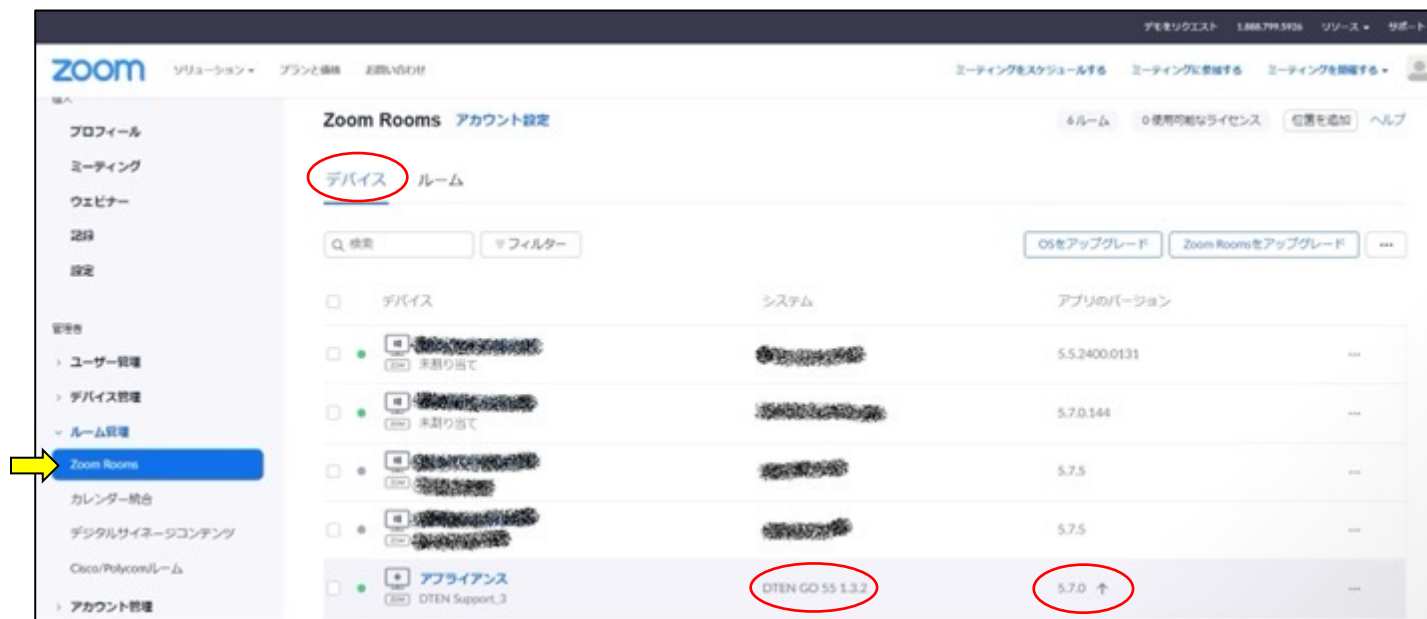 デモをリクエスト 1.888.799.5926 リソース サポート
zoom ソリューション プランと価格 お問い合わせ ミーティングをスケジュールする ミーティングに参加する ミーティングを開催する
個人
プロフィール
ミーティング
ウェビナー
記録
設定
管理者
ユーザー管理
デバイス管理
ルーム管理
Zoom Rooms
カレンダー統合
デジタルサイネージコンテンツ
Cisco/Polycomルーム
アカウント管理
Zoom Rooms アカウント設定 6ルーム 0使用可能なライセンス 位置を追加 ヘルプ
デバイス ルーム
検索 フィルター OSをアップグレード Zoom Roomsをアップグレード ...
デバイス システム アプリのバージョン
5.5.2400.0131 ...
未割り当て
5.7.0.144 ...
未割り当て
5.7.5 ...
5.7.5 ...
アプライアンス DTEN GO 55 1.3.2 5.7.0 ↑ ...
DTEN Support_3